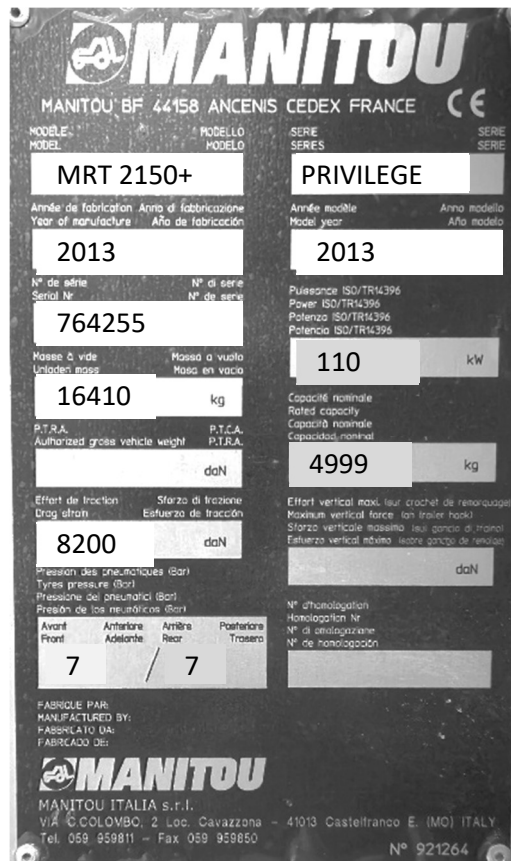 MANITOU
MANITOU BF 44158 ANCENIS CEDEX FRANCE CE
MODELE MODELLO
MODEL MODELO
MRT 2150+
SERIE SERIE
SERIES SERIE
PRIVILEGE
Année de fabrication Anno di fabbricazione
Year of manufacture Año de fabricación
2013
Année modèle Anno modello
Model year Año modelo
2013
N° de série N° di serie
Serial Nr N° de serie
764255
Puissance ISO/TR14396
Power ISO/TR14396
Potenza ISO/TR14396
Potencia ISO/TR14396
110 kW
Masse à vide Massa a vuoto
Unladen mass Masa en vacio
16410 kg
Capacité nominale
Rated capacity
Capacità nominale
Capacidad nominal
4999 kg
P.T.R.A. P.T.C.A.
Authorized gross vehicle weight P.T.R.A.
daN
Effort de traction Sforzo di trazione
Drag strain Esfuerzo de tracción
8200 daN
Effort vertical maxi. (sur crochet de remorquage)
Maximum vertical force (on trailer hook)
Sforzo verticale massimo (sul gancio di traino)
Esfuerzo vertical máximo (sobre gancho de remolque)
daN
Pression des pneumatiques (Bar)
Tyres pressure (Bar)
Pressione dei pneumatici (Bar)
Presión de los neumáticos (Bar)
Avant Anteriore Arrière Posteriore
Front Adelante Rear Trasero
7 / 7
N° d'homologation
Homologation Nr
N° di omologazione
N° de homologación
FABRIQUE PAR:
MANUFACTURED BY:
FABBRICATO DA:
FABRCADO DE:
MANITOU
MANITOU ITALIA s.r.l.
VIA C.COLOMBO, 2 Loc. Cavazzona - 41013 Castelfranco E. (MO) ITALY
Tel. 059 959811 - Fax 059 959850
N° 921264